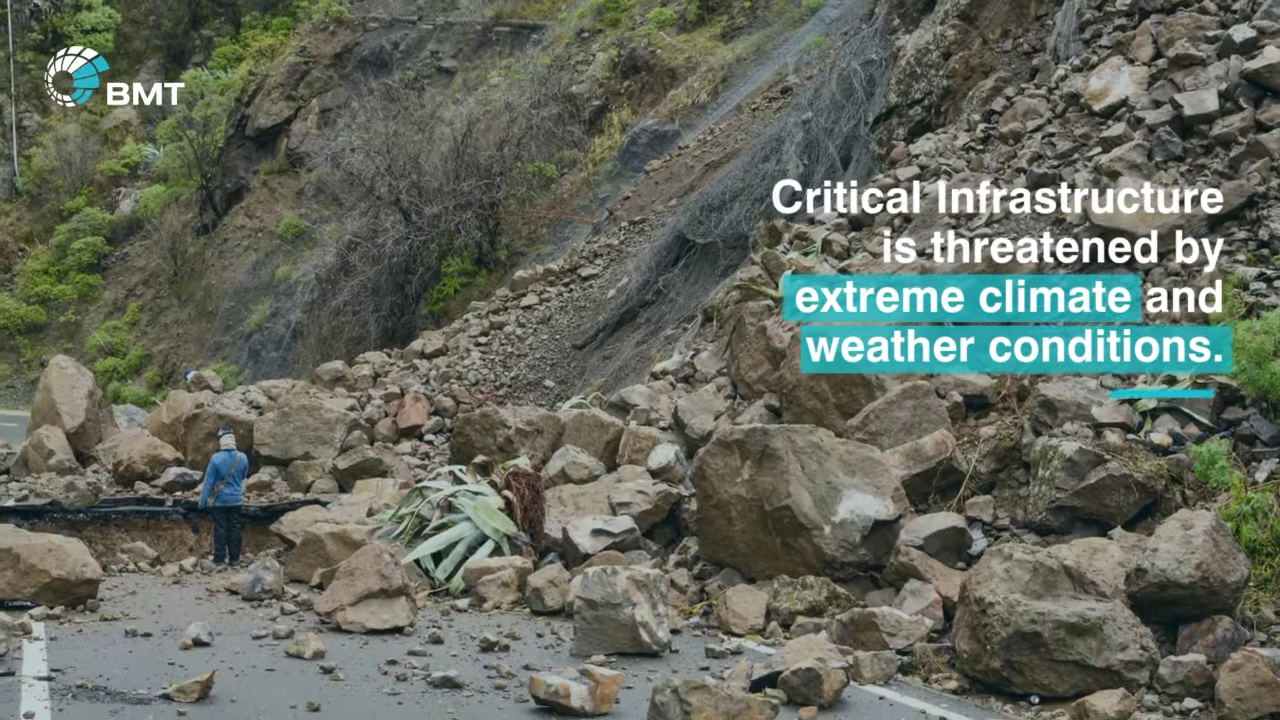 BMT
Critical Infrastructure
is threatened by
extreme climate and
weather conditions.